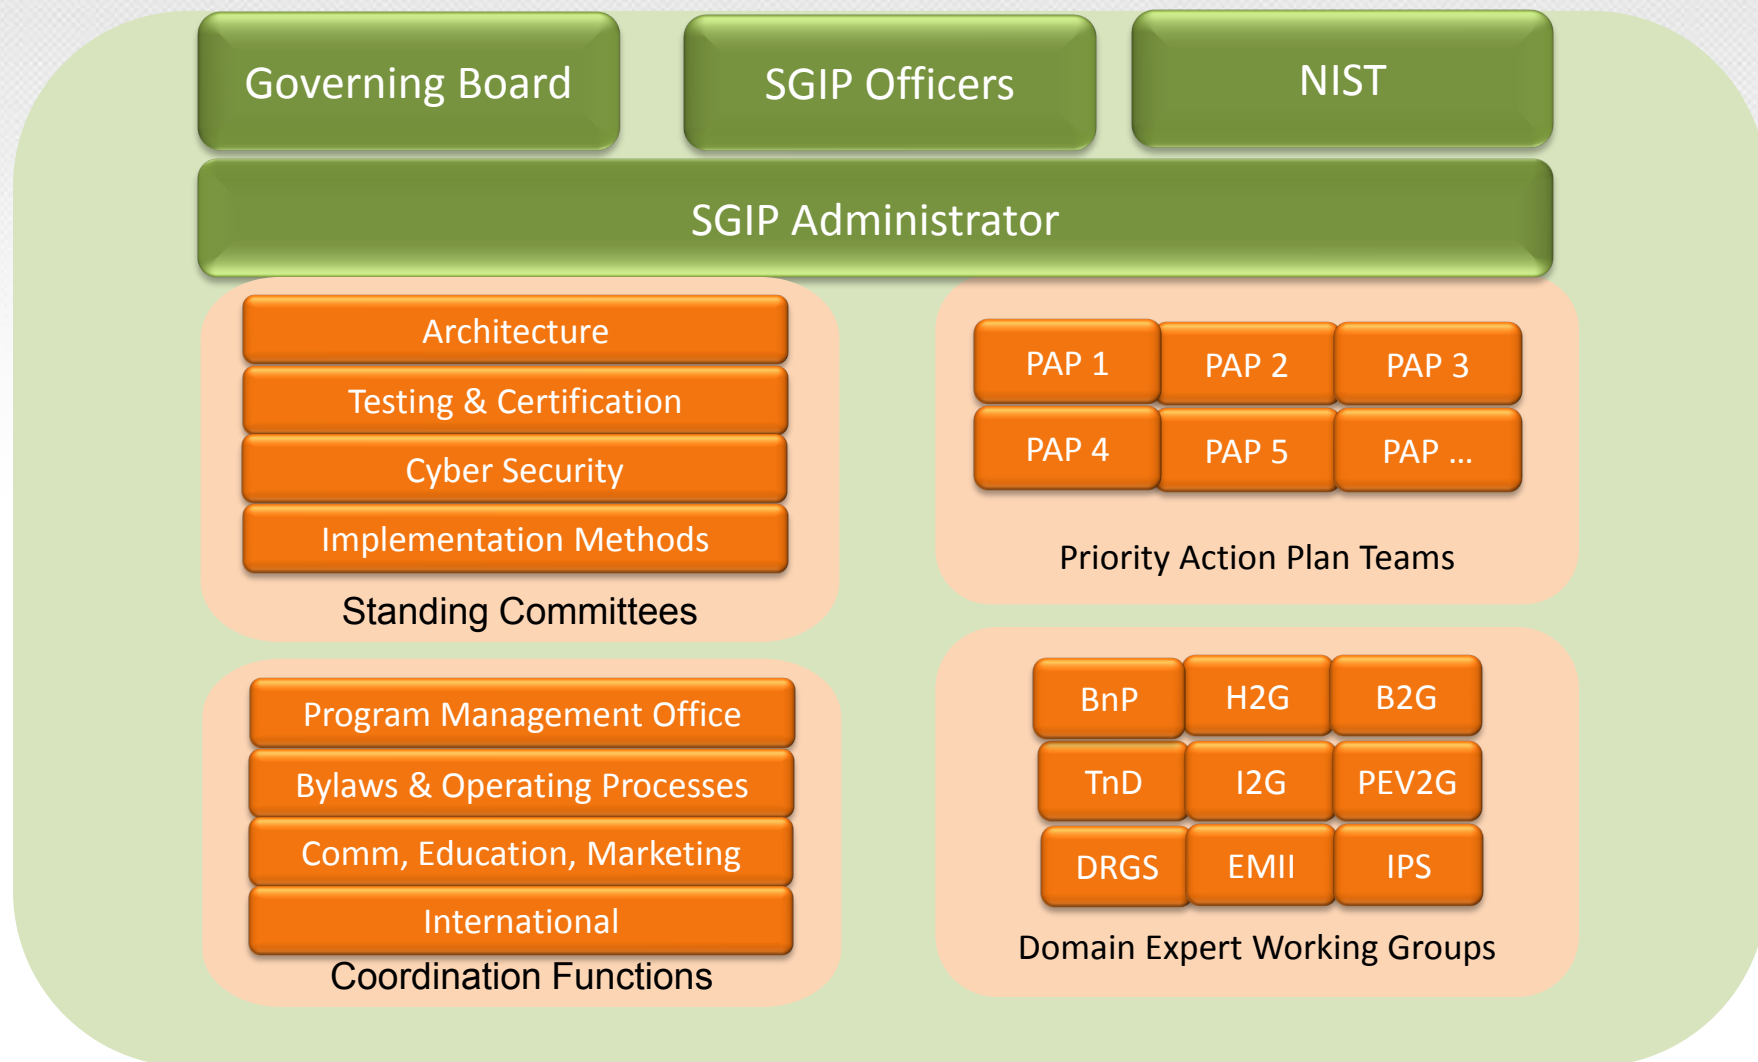 Governing Board
SGIP Officers
NIST
SGIP Administrator
Architecture
Testing & Certification
Cyber Security
Implementation Methods
Standing Committees
PAP 1
PAP 2
PAP 3
PAP 4
PAP 5
PAP ...
Priority Action Plan Teams
Program Management Office
Bylaws & Operating Processes
Comm, Education, Marketing
International
Coordination Functions
BnP
H2G
B2G
TnD
I2G
PEV2G
DRGS
EMII
IPS
Domain Expert Working Groups